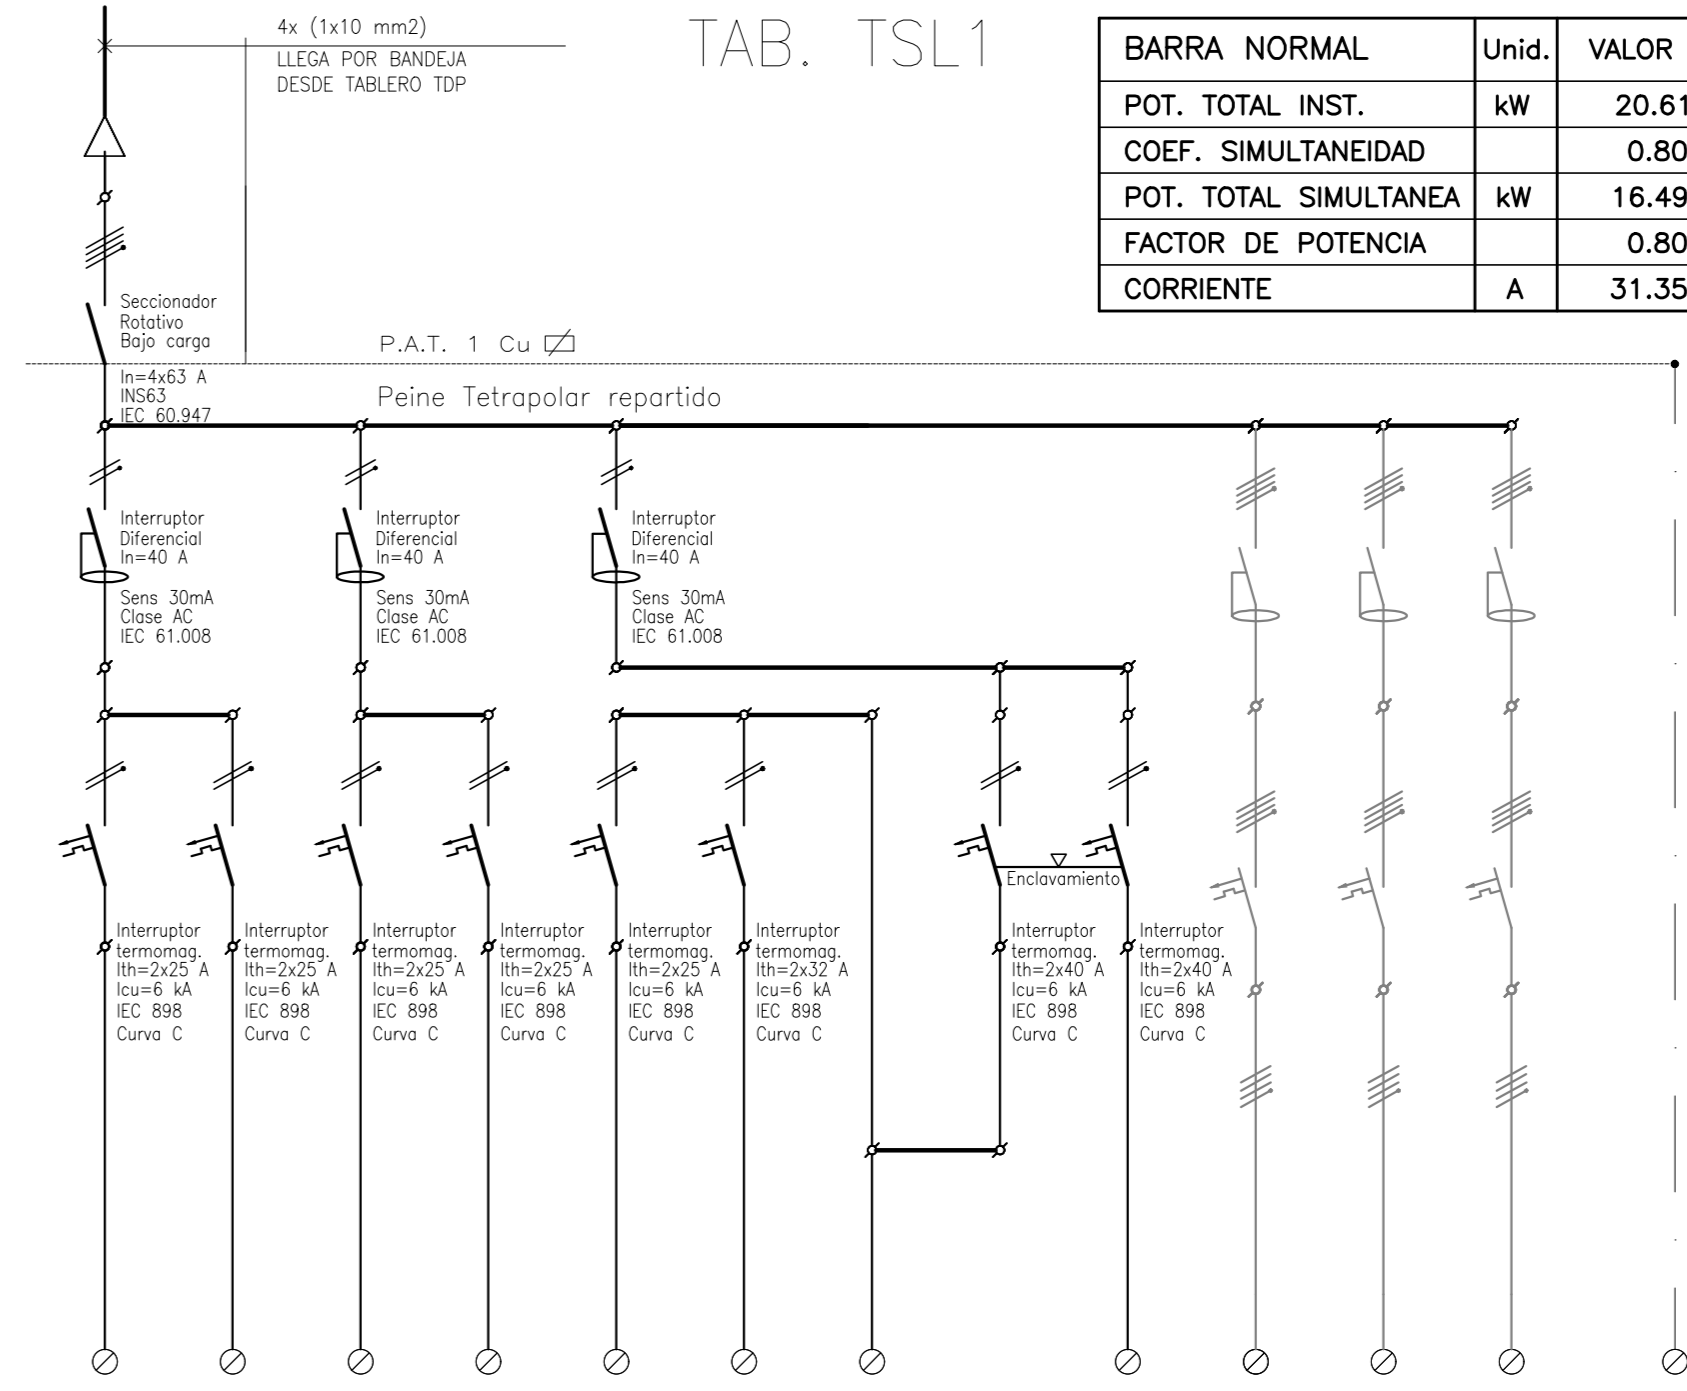 4x (1x10 mm2)
LLEGA POR BANDEJA
DESDE TABLERO TDP
TAB. TSL1
BARRA NORMAL Unid. VALOR
POT. TOTAL INST. kW 20.61
COEF. SIMULTANEIDAD 0.80
POT. TOTAL SIMULTANEA kW 16.49
FACTOR DE POTENCIA 0.80
CORRIENTE A 31.35
Seccionador
Rotativo
Bajo carga
P.A.T. 1 Cu
In=4x63 A
INS63
IEC 60.947
Peine Tetrapolar repartido
Interruptor
Diferencial
In=40 A
Sens 30mA
Clase AC
IEC 61.008
Interruptor
Diferencial
In=40 A
Sens 30mA
Clase AC
IEC 61.008
Interruptor
Diferencial
In=40 A
Sens 30mA
Clase AC
IEC 61.008
Enclavamiento
Interruptor
termomag.
Ith=2x25 A
Icu=6 kA
IEC 898
Curva C
Interruptor
termomag.
Ith=2x25 A
Icu=6 kA
IEC 898
Curva C
Interruptor
termomag.
Ith=2x25 A
Icu=6 kA
IEC 898
Curva C
Interruptor
termomag.
Ith=2x25 A
Icu=6 kA
IEC 898
Curva C
Interruptor
termomag.
Ith=2x25 A
Icu=6 kA
IEC 898
Curva C
Interruptor
termomag.
Ith=2x32 A
Icu=6 kA
IEC 898
Curva C
Interruptor
termomag.
Ith=2x40 A
Icu=6 kA
IEC 898
Curva C
Interruptor
termomag.
Ith=2x40 A
Icu=6 kA
IEC 898
Curva C